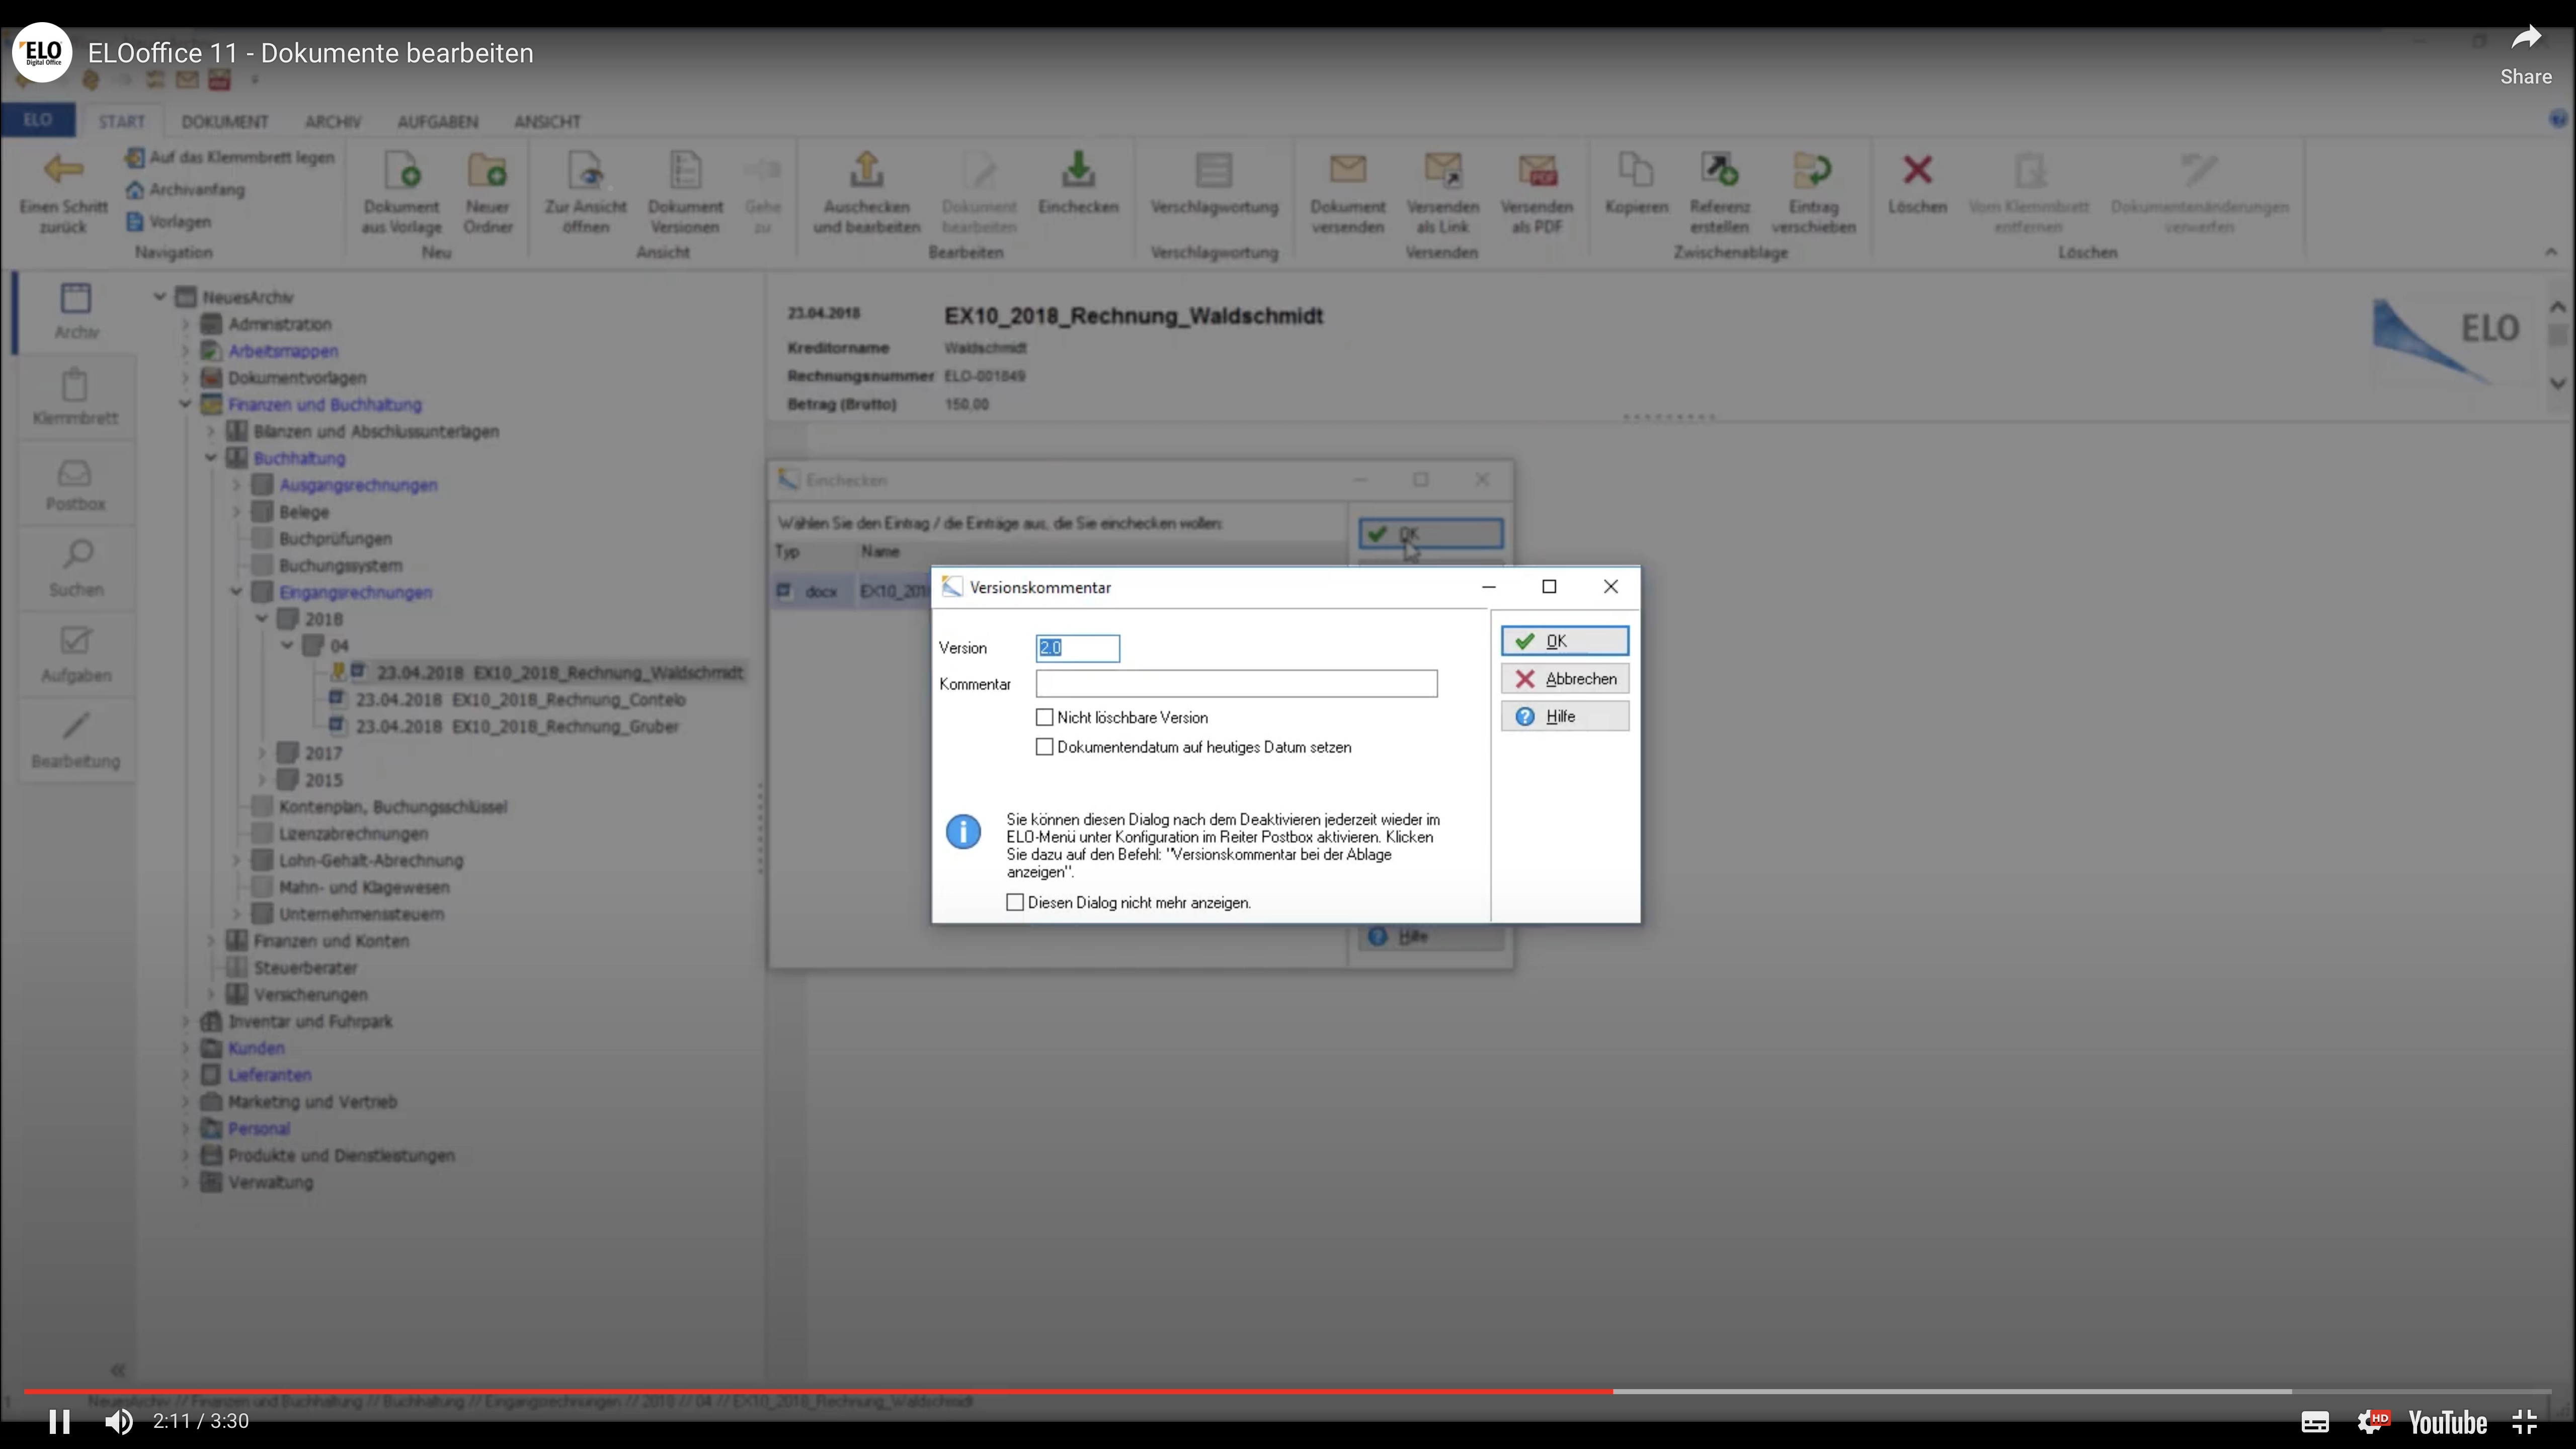 ELO
Digital Office
ELOoffice 11 - Dokumente bearbeiten
Share
ELO START DOKUMENT ARCHIV AUFGABEN ANSICHT
Einen Schritt zurück
Auf das Klemmbrett legen
Archivanfang
Vorlagen
Navigation
Dokument aus Vorlage
Neuer Ordner
Neu
Zur Ansicht öffnen
Dokument Versionen
Gehe zu
Ansicht
Auschecken und bearbeiten
Dokument bearbeiten
Einchecken
Bearbeiten
Verschlagwortung
Verschlagwortung
Dokument versenden
Versenden als Link
PDF
Versenden als PDF
Versenden
Kopieren
Referenz erstellen
Eintrag verschieben
Zwischenablage
Löschen
Vom Klemmbrett entfernen
Dokumentenänderungen verwerfen
Löschen
Archiv
Klemmbrett
Postbox
Suchen
Aufgaben
Bearbeitung
NeuesArchiv
Administration
Arbeitsmappen
Dokumentvorlagen
Finanzen und Buchhaltung
Bilanzen und Abschlussunterlagen
Buchhaltung
Ausgangsrechnungen
Belege
Buchprüfungen
Buchungssystem
Eingangsrechnungen
2018
04
23.04.2018 EX10_2018_Rechnung_Waldschmidt
23.04.2018 EX10_2018_Rechnung_Contelo
23.04.2018 EX10_2018_Rechnung_Gruber
2017
2015
Kontenplan, Buchungsschlüssel
Lizenzabrechnungen
Lohn-Gehalt-Abrechnung
Mahn- und Klagewesen
Unternehmenssteuern
Finanzen und Konten
Steuerberater
Versicherungen
Inventar und Fuhrpark
Kunden
Lieferanten
Marketing und Vertrieb
Personal
Produkte und Dienstleistungen
Verwaltung
23.04.2018 EX10_2018_Rechnung_Waldschmidt
Kreditorname Waldschmidt
Rechnungsnummer ELO-001849
Betrag (Brutto) 150,00
ELO
Einchecken
Wählen Sie den Eintrag / die Einträge aus, die Sie einchecken wollen:
Typ Name
docx EX10_201
OK
Hilfe
Versionskommentar
Version 2.0
Kommentar
Nicht löschbare Version
Dokumentendatum auf heutiges Datum setzen
Sie können diesen Dialog nach dem Deaktivieren jederzeit wieder im
ELO-Menü unter Konfiguration im Reiter Postbox aktivieren. Klicken
Sie dazu auf den Befehl: "Versionskommentar bei der Ablage
anzeigen".
Diesen Dialog nicht mehr anzeigen.
OK
Abbrechen
Hilfe
1 NeuesArchiv // Finanzen und Buchhaltung // Buchhaltung // Eingangsrechnungen // 2018 // 04 // EX10_2018_Rechnung_Waldschmidt
2:11 / 3:30
HD
YouTube